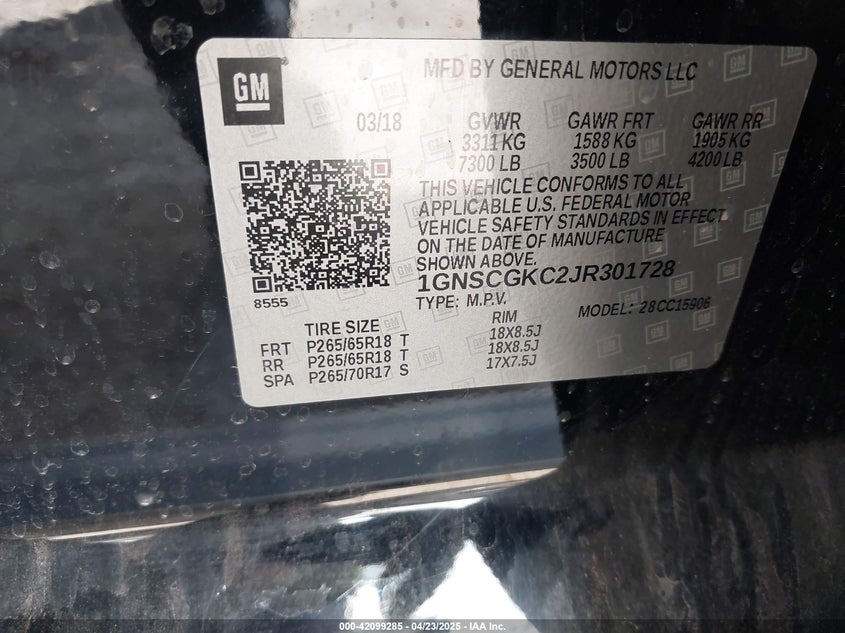 GM
MFD BY GENERAL MOTORS LLC
03/18
GVWR GAWR FRT GAWR RR
3311 KG 1588 KG 1905 KG
7300 LB 3500 LB 4200 LB
THIS VEHICLE CONFORMS TO ALL
APPLICABLE U.S. FEDERAL MOTOR
VEHICLE SAFETY STANDARDS IN EFFECT
ON THE DATE OF MANUFACTURE
SHOWN ABOVE.
1GNSCGKC2JR301728
8555
TYPE: M.P.V. MODEL: 28CC15906
TIRE SIZE RIM
FRT P265/65R18 T 18X8.5J
RR P265/65R18 T 18X8.5J
SPA P265/70R17 S 17X7.5J
000-42099285 - 04/23/2025 - IAA Inc.